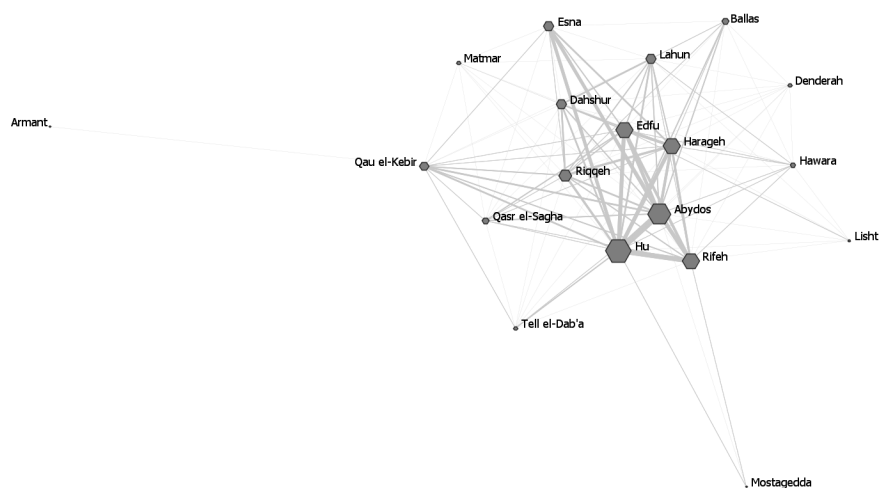 Esna
Ballas
Matmar
Lahun
Denderah
Dahshur
Armant
Edfu
Harageh
Qau el-Kebir
Hawara
Riqqeh
Abydos
Qasr el-Sagha
Lisht
Hu
Rifeh
Tell el-Dab'a
Mostagedda